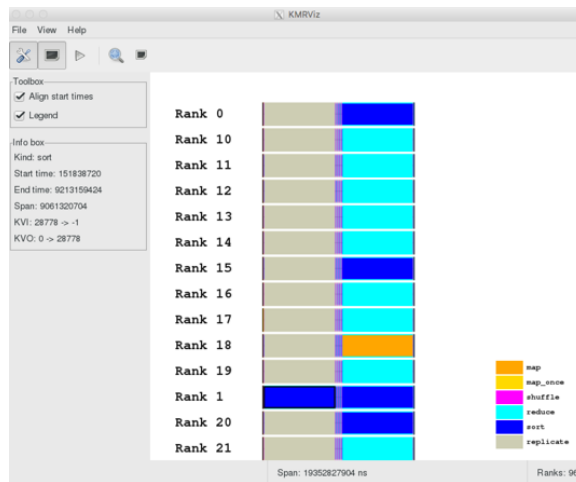 KMRViz
File View Help
Toolbox
Align start times
Legend
Info box
Kind: sort
Start time: 151838720
End time: 9213159424
Span: 9061320704
KVI: 28778 -> -1
KVO: 0 -> 28778
Rank 0
Rank 10
Rank 11
Rank 12
Rank 13
Rank 14
Rank 15
Rank 16
Rank 17
Rank 18
Rank 19
Rank 1
Rank 20
Rank 21
map
map_once
shuffle
reduce
sort
replicate
Span: 19352827904 ns
Ranks: 96